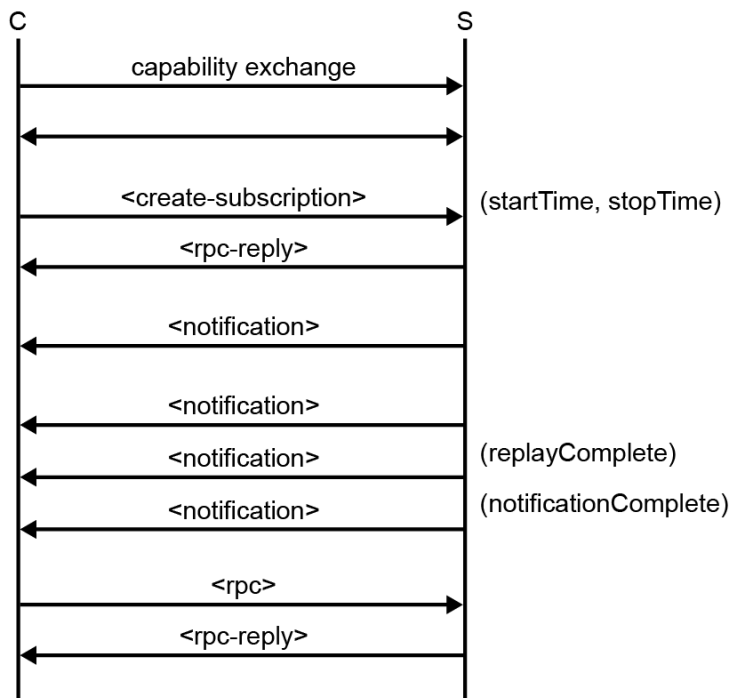 C S
capability exchange
<create-subscription> (startTime, stopTime)
<rpc-reply>
<notification>
<notification>
<notification> (replayComplete)
<notification> (notificationComplete)
<rpc>
<rpc-reply>